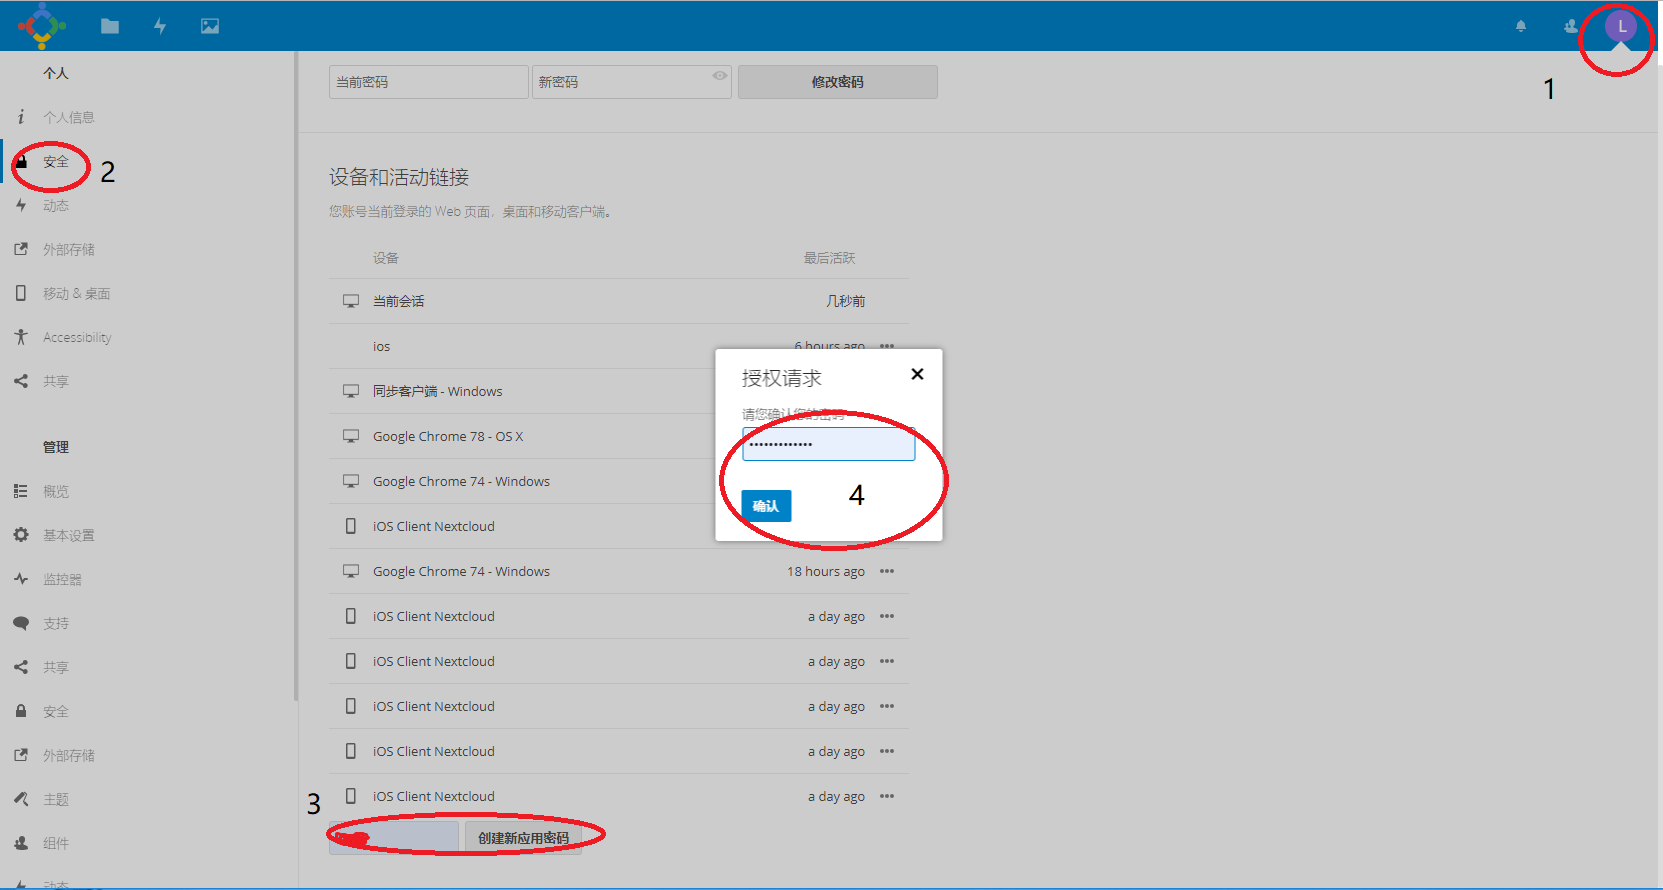 L
1
个人
个人信息
安全
2
动态
外部存储
移动 & 桌面
Accessibility
共享
管理
概览
基本设置
监控器
支持
共享
安全
外部存储
主题
组件
动态
当前密码
新密码
修改密码
设备和活动链接
您账号当前登录的 Web 页面，桌面和移动客户端。
设备 最后活跃
当前会话 几秒前
ios 6 hours ago
同步客户端 - Windows
Google Chrome 78 - OS X
Google Chrome 74 - Windows
iOS Client Nextcloud
Google Chrome 74 - Windows 18 hours ago
iOS Client Nextcloud a day ago
iOS Client Nextcloud a day ago
iOS Client Nextcloud a day ago
iOS Client Nextcloud a day ago
iOS Client Nextcloud a day ago
3
创建新应用密码
授权请求
请您确认您的密码
确认
4